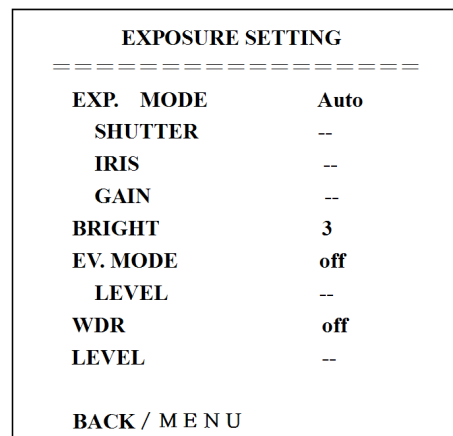 EXPOSURE SETTING
==================
EXP. MODE Auto
SHUTTER --
IRIS --
GAIN --
BRIGHT 3
EV. MODE off
LEVEL --
WDR off
LEVEL --
BACK / MENU